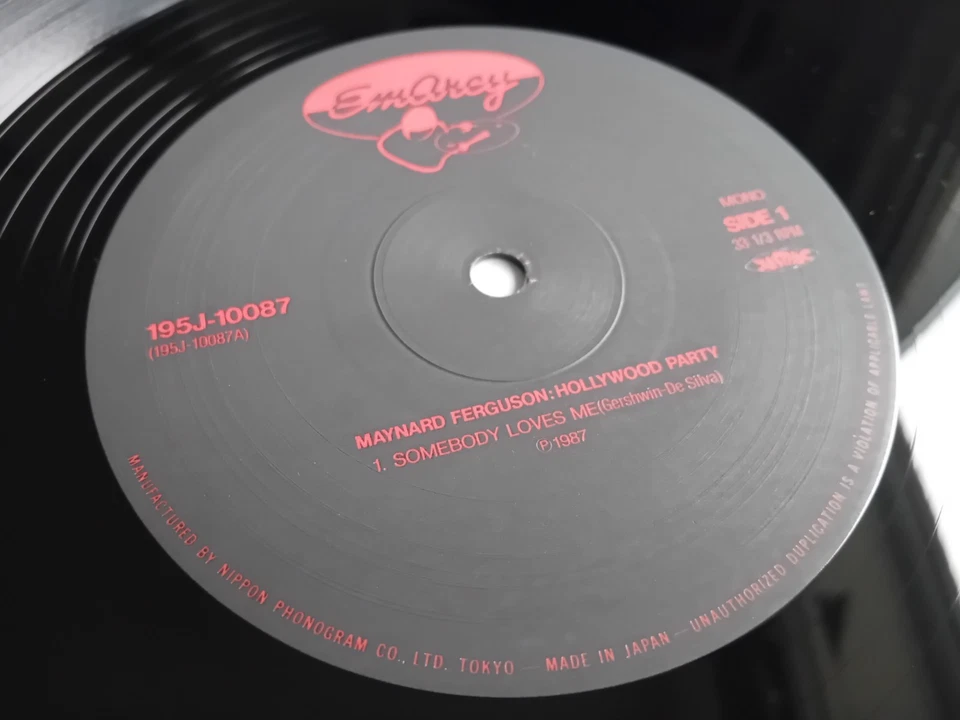 EmArcy
MONO
SIDE 1
33 1/3 RPM
195J-10087
(195J-10087A)
MAYNARD FERGUSON: HOLLYWOOD PARTY
1. SOMEBODY LOVES ME(Gershwin-De Silva)
Ⓟ1987
MANUFACTURED BY NIPPON PHONOGRAM CO., LTD. TOKYO — MADE IN JAPAN — UNAUTHORIZED DUPLICATION IS A VIOLATION OF APPLICABLE LAWS